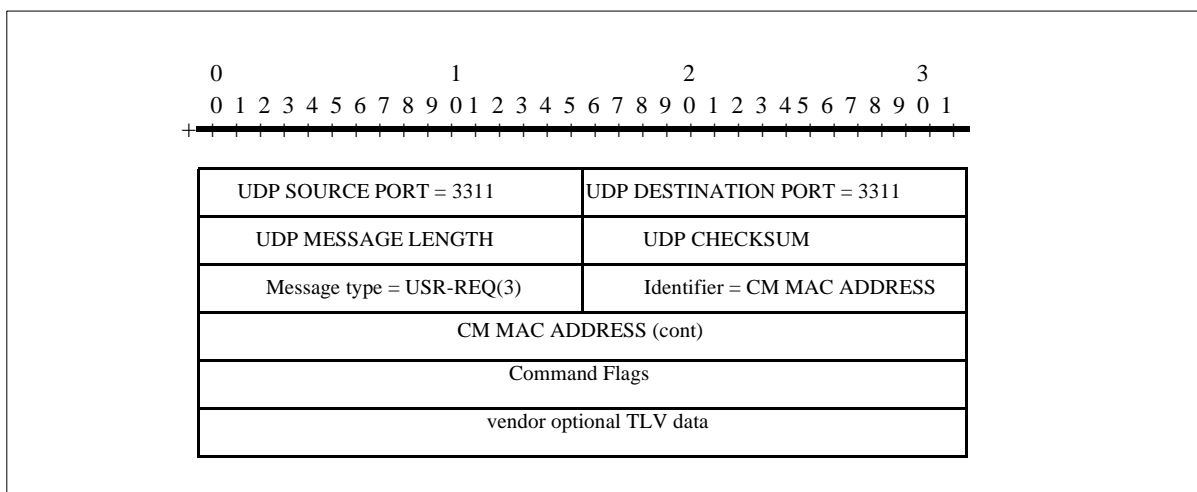 0 1 2 3
0 1 2 3 4 5 6 7 8 9 0 1 2 3 4 5 6 7 8 9 0 1 2 3 4 5 6 7 8 9 0 1
+
UDP SOURCE PORT = 3311 UDP DESTINATION PORT = 3311
UDP MESSAGE LENGTH UDP CHECKSUM
Message type = USR-REQ(3) Identifier = CM MAC ADDRESS
CM MAC ADDRESS (cont)
Command Flags
vendor optional TLV data